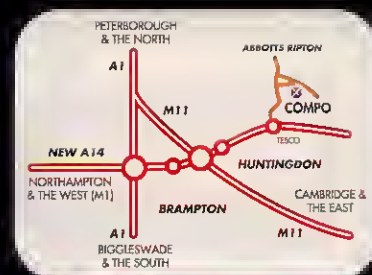 PETERBOROUGH
& THE NORTH
ABBOTTS RIPTON
A1
M11
COMPO
TESCO
NEW A14
HUNTINGDON
NORTHAMPTON
& THE WEST (M1)
CAMBRIDGE &
THE EAST
BRAMPTON
A1
M11
BIGGLESWADE
& THE SOUTH